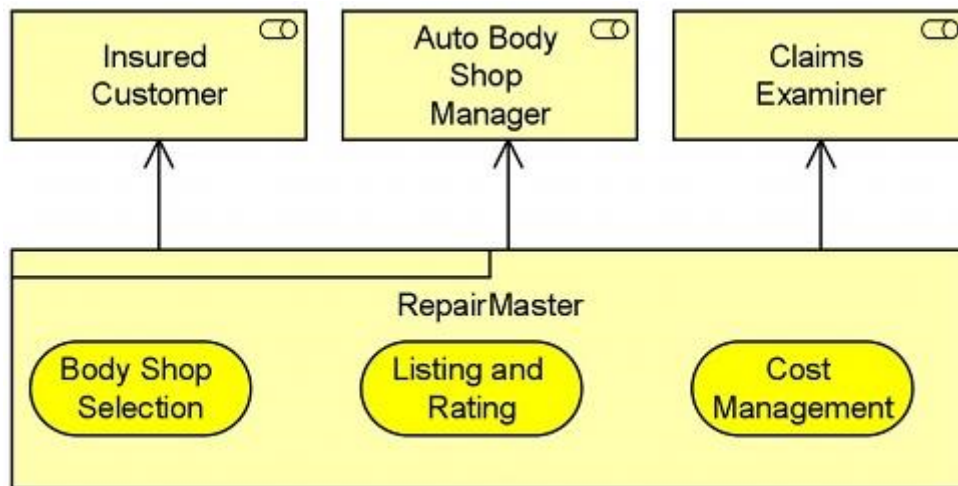 Insured
Customer
Auto Body
Shop
Manager
Claims
Examiner
RepairMaster
Body Shop
Selection
Listing and
Rating
Cost
Management